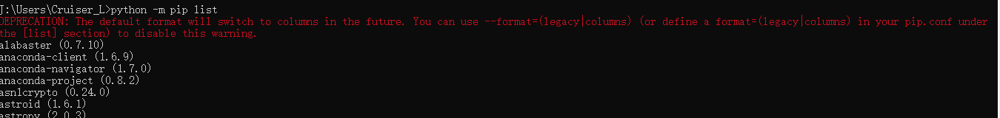 J:\Users\Cruiser_L>python -m pip list
DEPRECATION: The default format will switch to columns in the future. You can use --format=(legacy|columns) (or define a format=(legacy|columns) in your pip.conf under
the [list] section) to disable this warning.
alabaster (0.7.10)
anaconda-client (1.6.9)
anaconda-navigator (1.7.0)
anaconda-project (0.8.2)
asn1crypto (0.24.0)
astroid (1.6.1)
astropy (2.0.3)